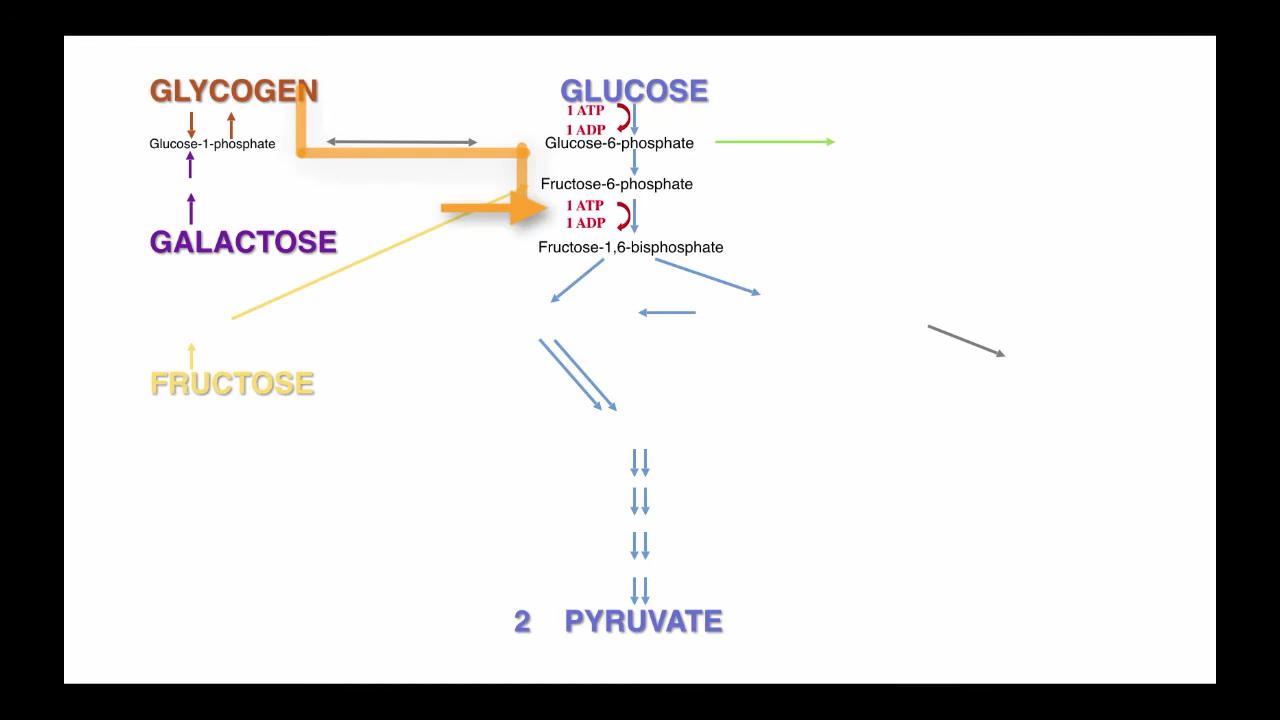 GLYCOGEN
GLUCOSE
1 ATP
1 ADP
Glucose-1-phosphate
Glucose-6-phosphate
Fructose-6-phosphate
1 ATP
1 ADP
GALACTOSE
Fructose-1,6-bisphosphate
FRUCTOSE
2 PYRUVATE